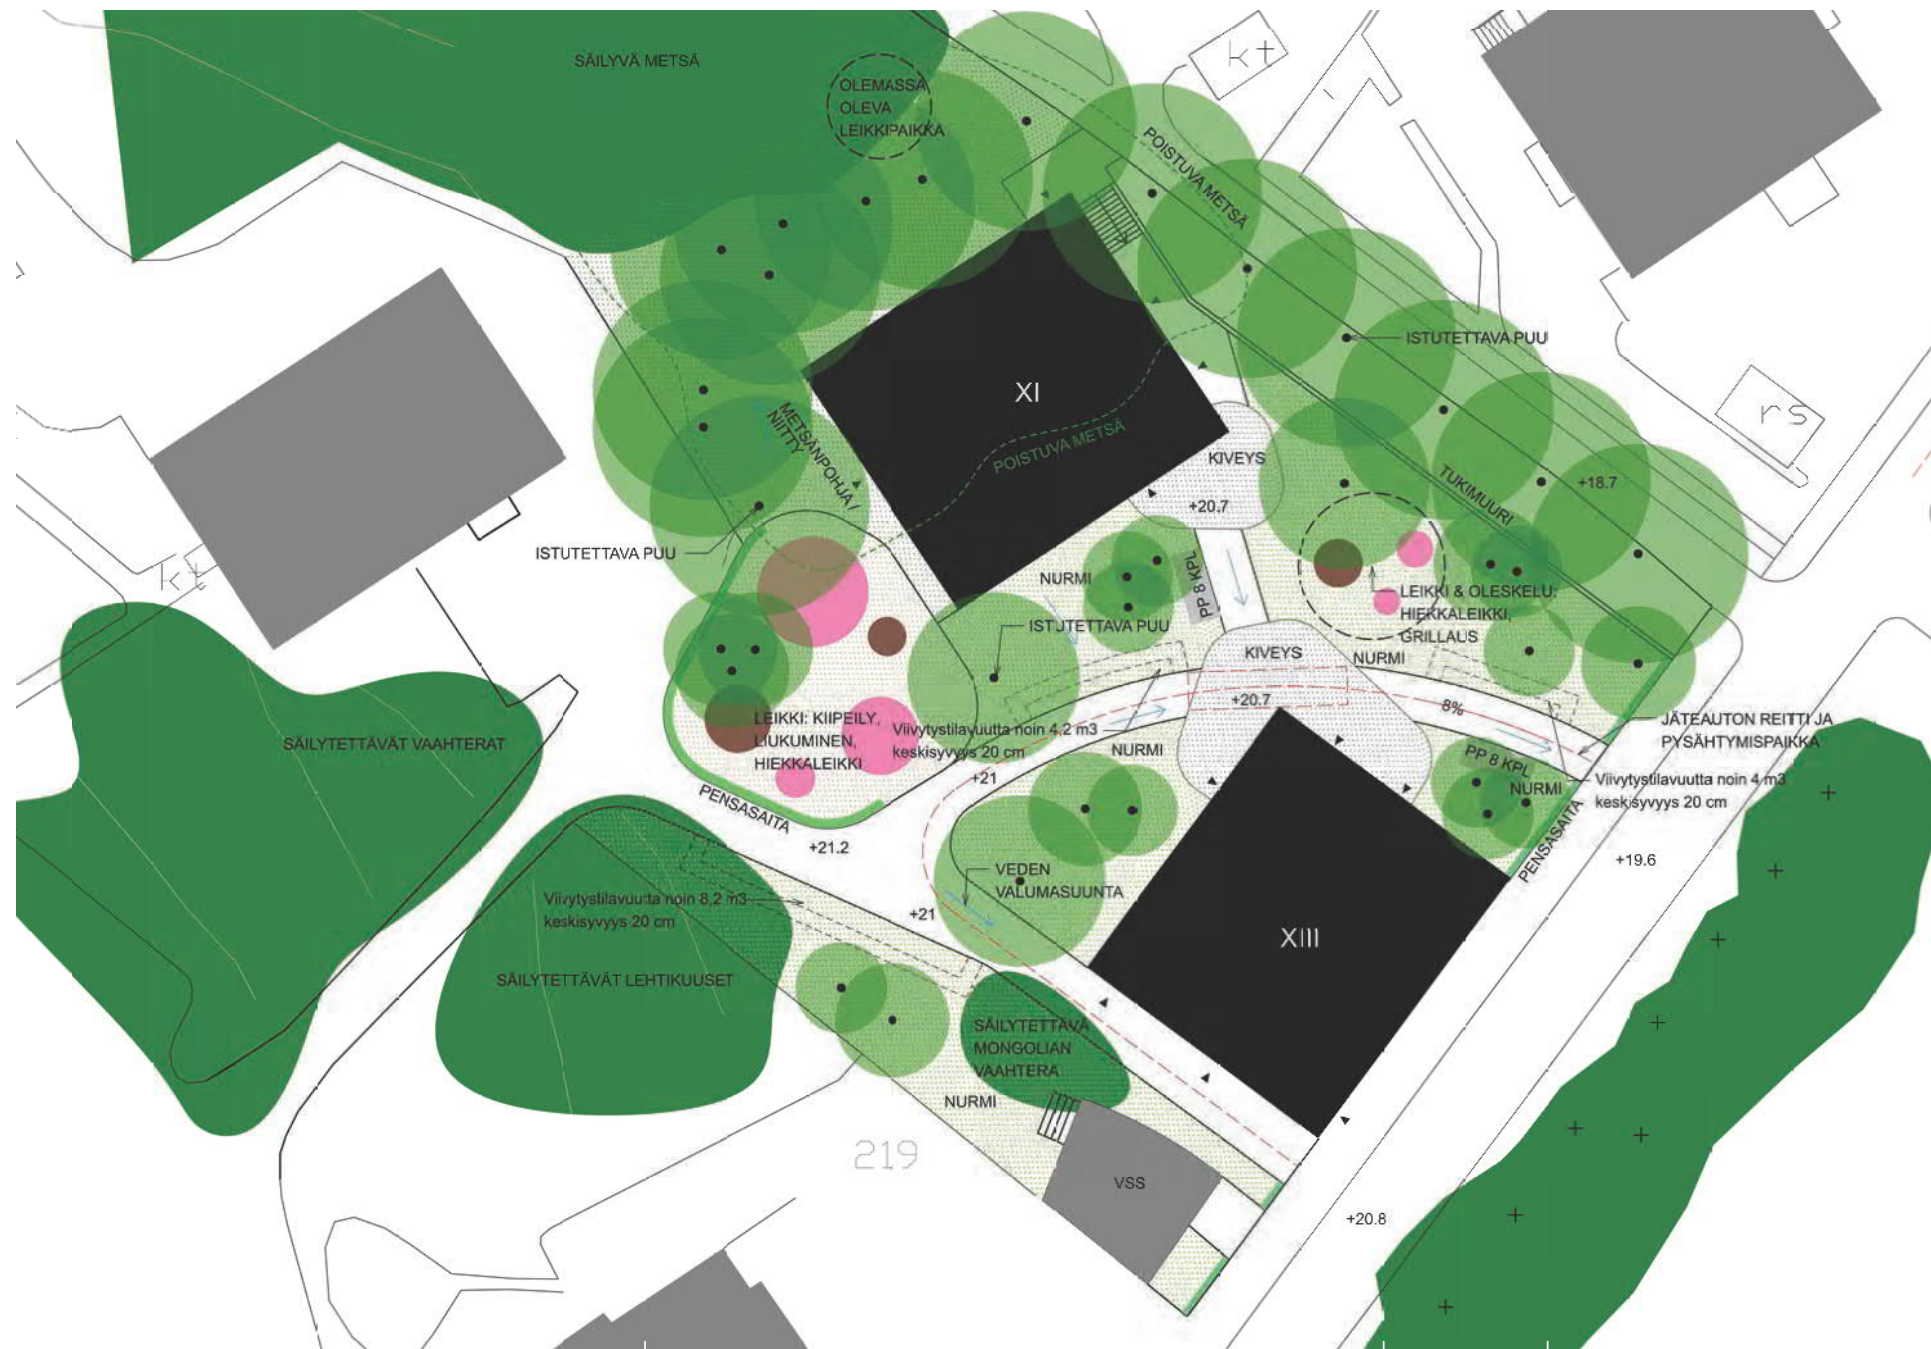 SÄILYVÄ METSÄ
kt
OLEMASSA
OLEVA
LEIKKIPAIKKA
POISTUVA METSÄ
ISTUTETTAVA PUU
XI
POISTUVA METSÄ
METSÄNPOHJA /
NIITTY
rs
KIVEYS
+20.7
TUKIMUURI
+18.7
ISTUTETTAVA PUU
kt
NURMI
PP 8 KPL
LEIKKI & OLESKELU:
HIEKKALEIKKI,
GRILLAUS
ISTUTETTAVA PUU
KIVEYS
NURMI
+20.7
8%
LEIKKI: KIIPEILY,
LIUKUMINEN,
HIEKKALEIKKI
Viivytystilavuutta noin 4,2 m3
keskisyvyys 20 cm
NURMI
JÄTEAUTON REITTI JA
PYSÄHTYMISPAIKKA
SÄILYTETTÄVÄT VAAHTERAT
PP 8 KPL
NURMI
Viivytystilavuutta noin 4 m3
keskisyvyys 20 cm
+21
PENSASAITA
+21.2
PENSASAITA
+19.6
VEDEN
VALUMASUUNTA
Viivytystilavuutta noin 8,2 m3
keskisyvyys 20 cm
+21
XIII
SÄILYTETTÄVÄT LEHTIKUUSET
SÄILYTETTÄVÄ
MONGOLIAN
VAAHTERA
NURMI
219
VSS
+20.8